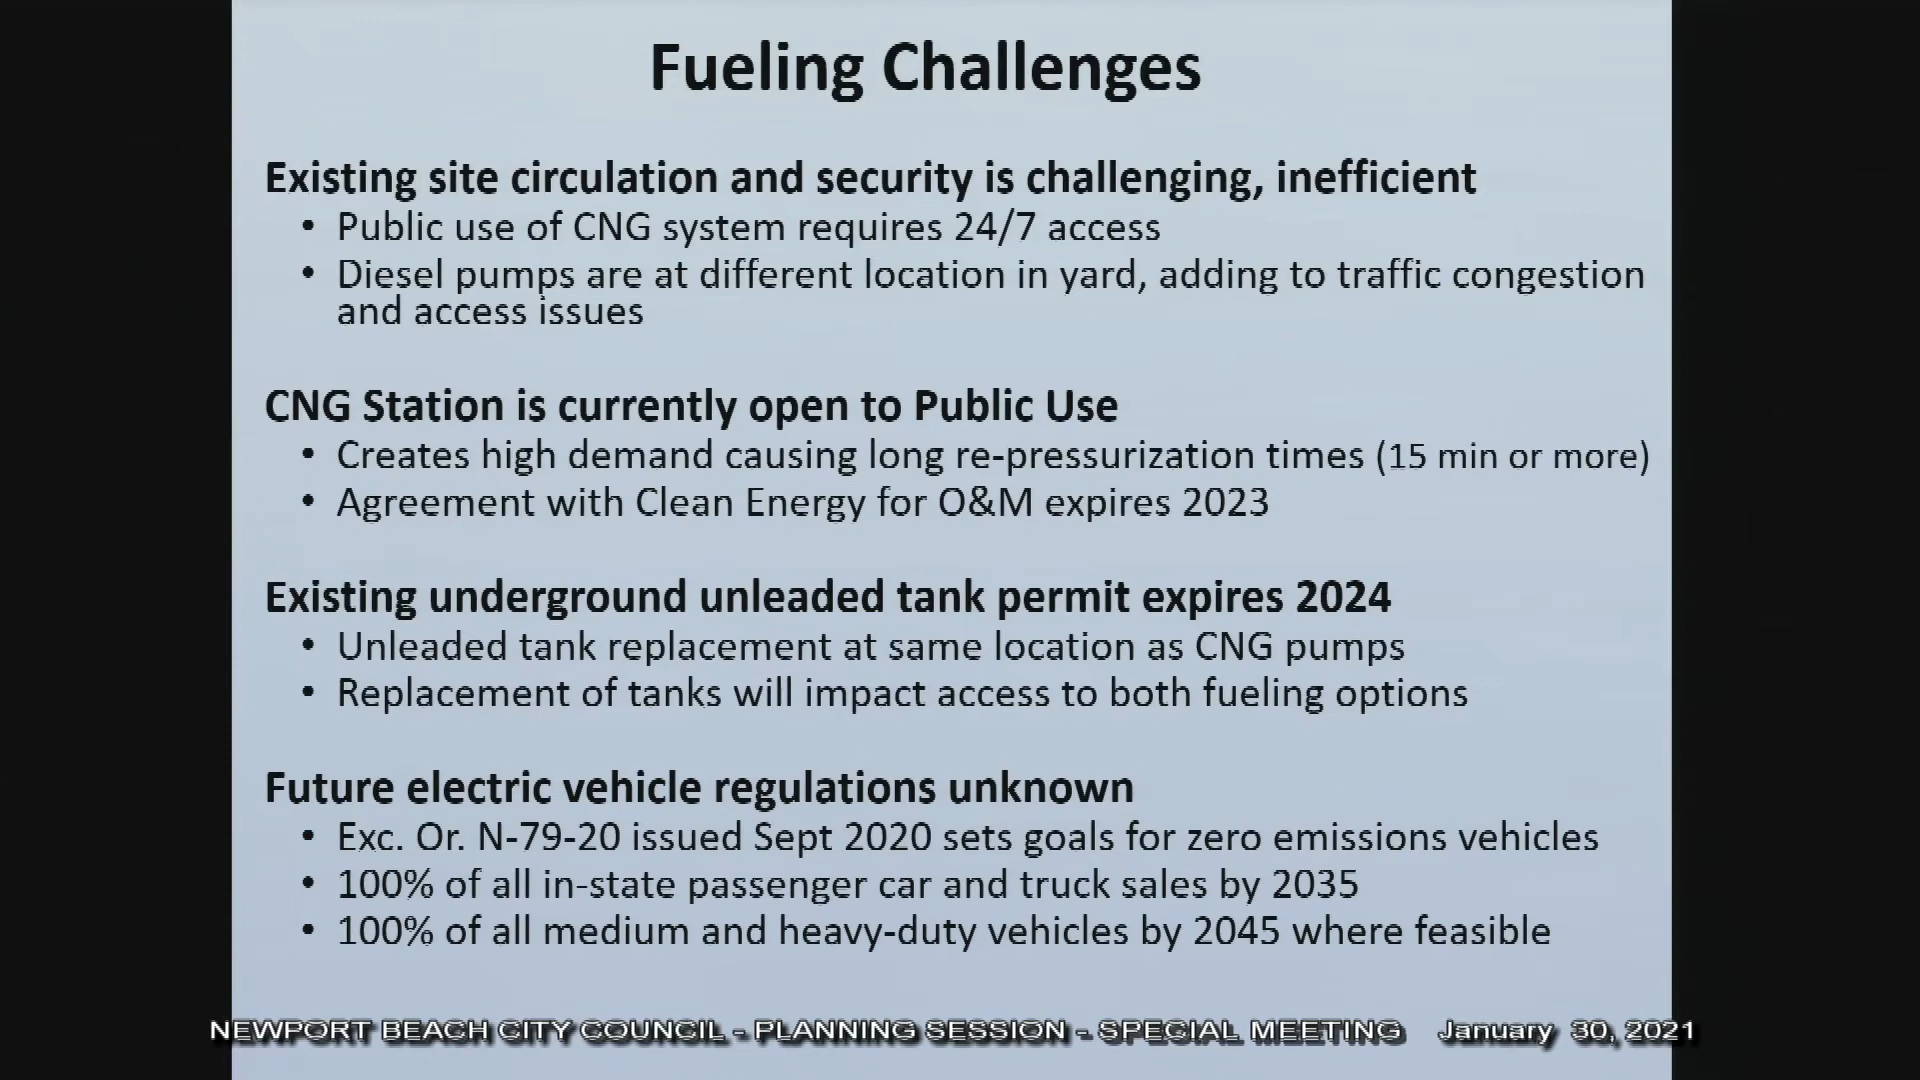 Fueling Challenges
Existing site circulation and security is challenging, inefficient
• Public use of CNG system requires 24/7 access
• Diesel pumps are at different location in yard, adding to traffic congestion
and access issues
CNG Station is currently open to Public Use
• Creates high demand causing long re-pressurization times (15 min or more)
• Agreement with Clean Energy for O&M expires 2023
Existing underground unleaded tank permit expires 2024
• Unleaded tank replacement at same location as CNG pumps
• Replacement of tanks will impact access to both fueling options
Future electric vehicle regulations unknown
• Exc. Or. N-79-20 issued Sept 2020 sets goals for zero emissions vehicles
• 100% of all in-state passenger car and truck sales by 2035
• 100% of all medium and heavy-duty vehicles by 2045 where feasible
NEWPORT BEACH CITY COUNCIL - PLANNING SESSION - SPECIAL MEETING January 30, 2021